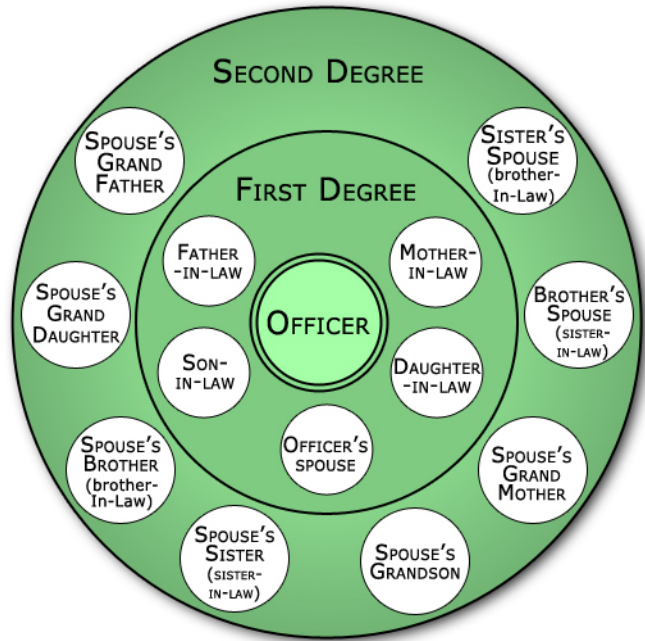 SECOND DEGREE
SPOUSE'S
GRAND
FATHER
SISTER'S
SPOUSE
(brother-
In-Law)
FIRST DEGREE
FATHER
-IN-LAW
MOTHER-
IN-LAW
OFFICER
SPOUSE'S
GRAND
DAUGHTER
BROTHER'S
SPOUSE
(SISTER-
IN-LAW)
SON-
IN-LAW
DAUGHTER
-IN-LAW
OFFICER'S
SPOUSE
SPOUSE'S
BROTHER
(brother-
In-Law)
SPOUSE'S
GRAND
MOTHER
SPOUSE'S
SISTER
(SISTER-
IN-LAW)
SPOUSE'S
GRANDSON